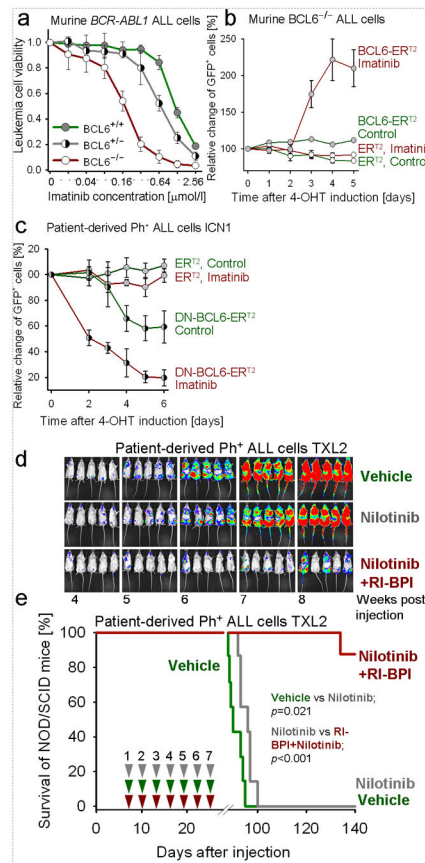 a Murine BCR-ABL1 ALL cells
Leukemia cell viability
1.0
0.8
0.6
0.4
0.2
0.0
BCL6+/+
BCL6+/-
BCL6-/-
0 0.04 0.16 0.64 2.56
Imatinib concentration [μmol/l]
b Murine BCL6-/- ALL cells
Relative change of GFP+ cells [%]
200
150
100
BCL6-ERT2
Imatinib
BCL6-ERT2
Control
ERT2, Imatinib
ERT2, Control
0 1 2 3 4 5
Time after 4-OHT induction [days]
c Patient-derived Ph+ ALL cells ICN1
Relative change of GFP+ cells [%]
20
00
80
60
40
20
ERT2, Control
ERT2, Imatinib
DN-BCL6-ERT2
Control
DN-BCL6-ERT2
Imatinib
0 2 3 4 5 6
Time after 4-OHT induction [days]
d Patient-derived Ph+ ALL cells TXL2
Vehicle
Nilotinib
Nilotinib
+RI-BPI
4 5 6 7 8 Weeks post
injection
e Patient-derived Ph+ ALL cells TXL2
Survival of NOD/SCID mice [%]
100
80
60
40
20
0
Vehicle
Nilotinib
+RI-BPI
Vehicle vs Nilotinib;
p=0.021
Nilotinib vs RI-
BPI+Nilotinib;
p<0.001
1 2 3 4 5 6 7
Nilotinib
Vehicle
0 10 20 100 120 140
Days after injection